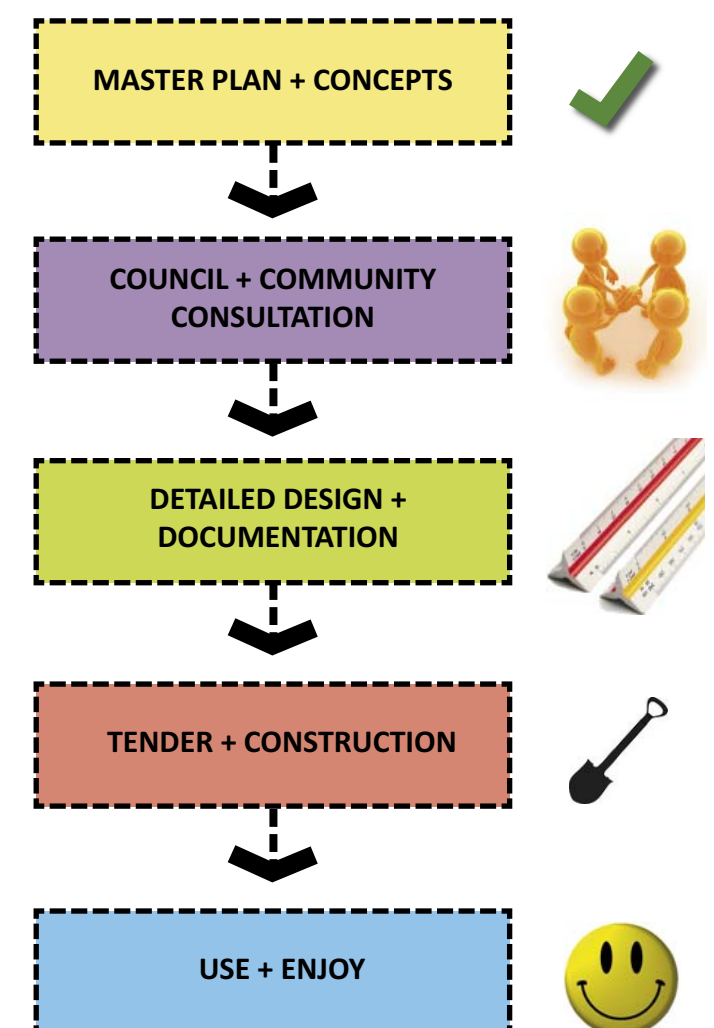 MASTER PLAN + CONCEPTS
COUNCIL + COMMUNITY
CONSULTATION
DETAILED DESIGN +
DOCUMENTATION
TENDER + CONSTRUCTION
USE + ENJOY